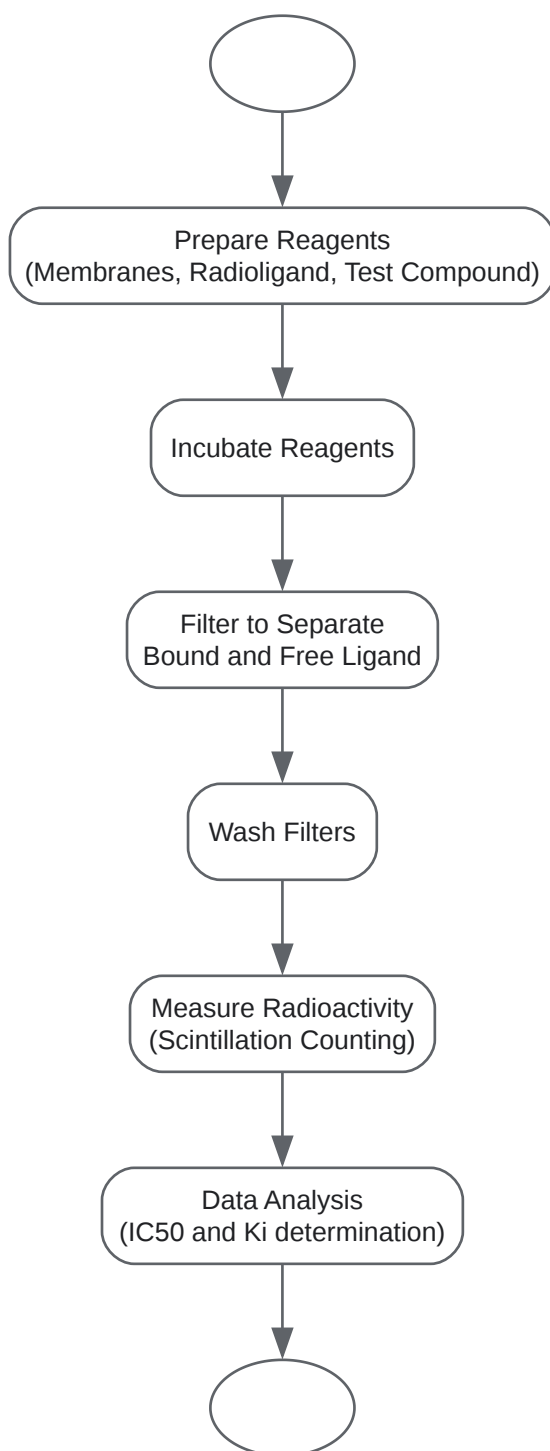 Prepare Reagents
(Membranes, Radioligand, Test Compound)
Incubate Reagents
Filter to Separate
Bound and Free Ligand
Wash Filters
Measure Radioactivity
(Scintillation Counting)
Data Analysis
(IC50 and Ki determination)